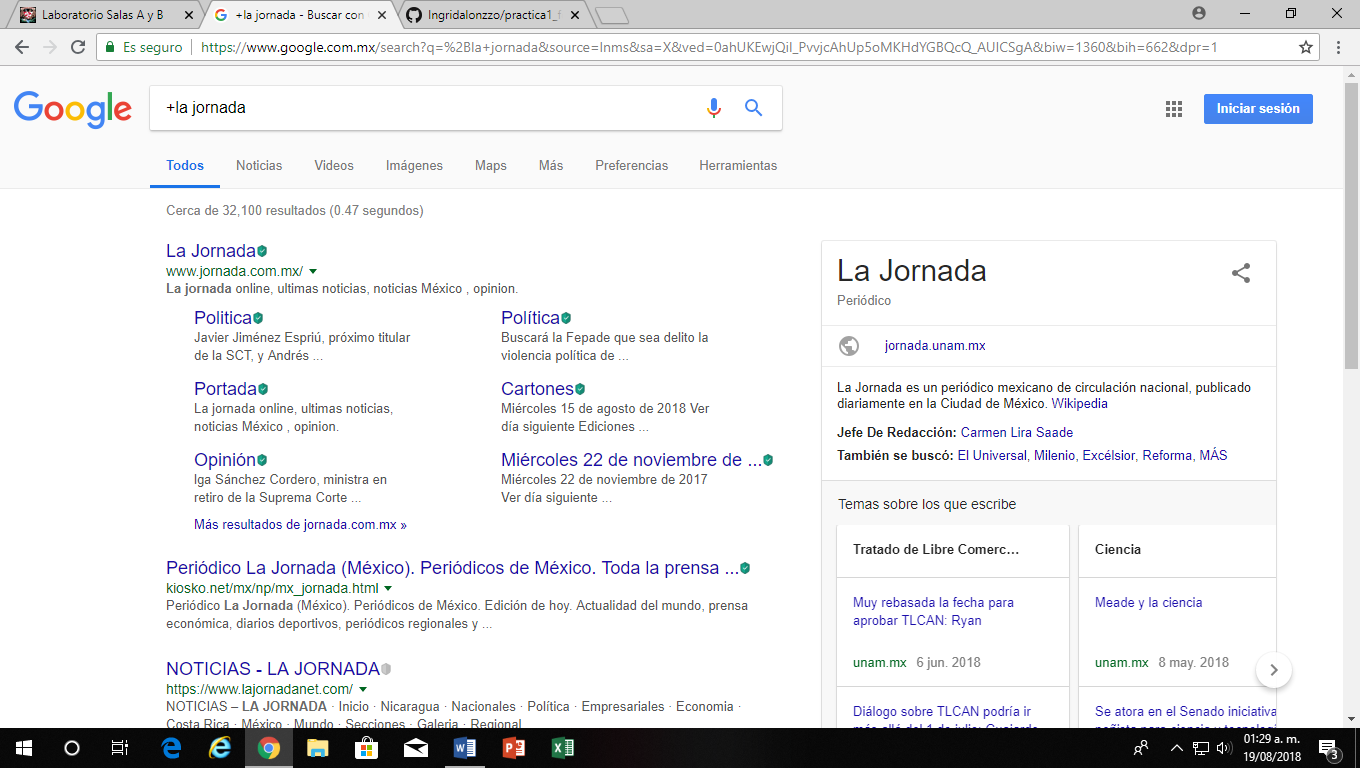 Laboratorio Salas A y B
+la jornada - Buscar con
Ingridalonzzo/practica1_
Es seguro
https://www.google.com.mx/search?q=%2Bla+jornada&source=lnms&sa=X&ved=0ahUKEwjQil_PvvjcAhUp5oMKHdYGBQcQ_AUICSgA&biw=1360&bih=662&dpr=1
Google
+la jornada
Iniciar sesión
Todos Noticias Videos Imágenes Maps Más Preferencias Herramientas
Cerca de 32,100 resultados (0.47 segundos)
La Jornada
www.jornada.com.mx/
La jornada online, ultimas noticias, noticias México , opinion.
Politica
Javier Jiménez Espriú, próximo titular
de la SCT, y Andrés ...
Política
Buscará la Fepade que sea delito la
violencia política de ...
Portada
La jornada online, ultimas noticias,
noticias México , opinion.
Cartones
Miércoles 15 de agosto de 2018 Ver
día siguiente Ediciones ...
Opinión
Iga Sánchez Cordero, ministra en
retiro de la Suprema Corte ...
Miércoles 22 de noviembre de ...
Miércoles 22 de noviembre de 2017
Ver día siguiente ...
Más resultados de jornada.com.mx »
Periódico La Jornada (México). Periódicos de México. Toda la prensa ...
kiosko.net/mx/np/mx_jornada.html
Periódico La Jornada (México). Periódicos de México. Edición de hoy. Actualidad del mundo, prensa
económica, diarios deportivos, periódicos regionales y ...
NOTICIAS - LA JORNADA
https://www.lajornadanet.com/
NOTICIAS – LA JORNADA · Inicio · Nicaragua · Nacionales · Política · Empresariales · Economia ·
Costa Rica · México · Mundo · Secciones · Galeria · Regional
La Jornada
Periódico
jornada.unam.mx
La Jornada es un periódico mexicano de circulación nacional, publicado
diariamente en la Ciudad de México. Wikipedia
Jefe De Redacción: Carmen Lira Saade
También se buscó: El Universal, Milenio, Excélsior, Reforma, MÁS
Temas sobre los que escribe
Tratado de Libre Comerc...
Muy rebasada la fecha para
aprobar TLCAN: Ryan
unam.mx 6 jun. 2018
Diálogo sobre TLCAN podría ir
más allá del 1 de julio: Guajardo
Ciencia
Meade y la ciencia
unam.mx 8 may. 2018
Se atora en el Senado iniciativa
01:29 a. m.
19/08/2018
3